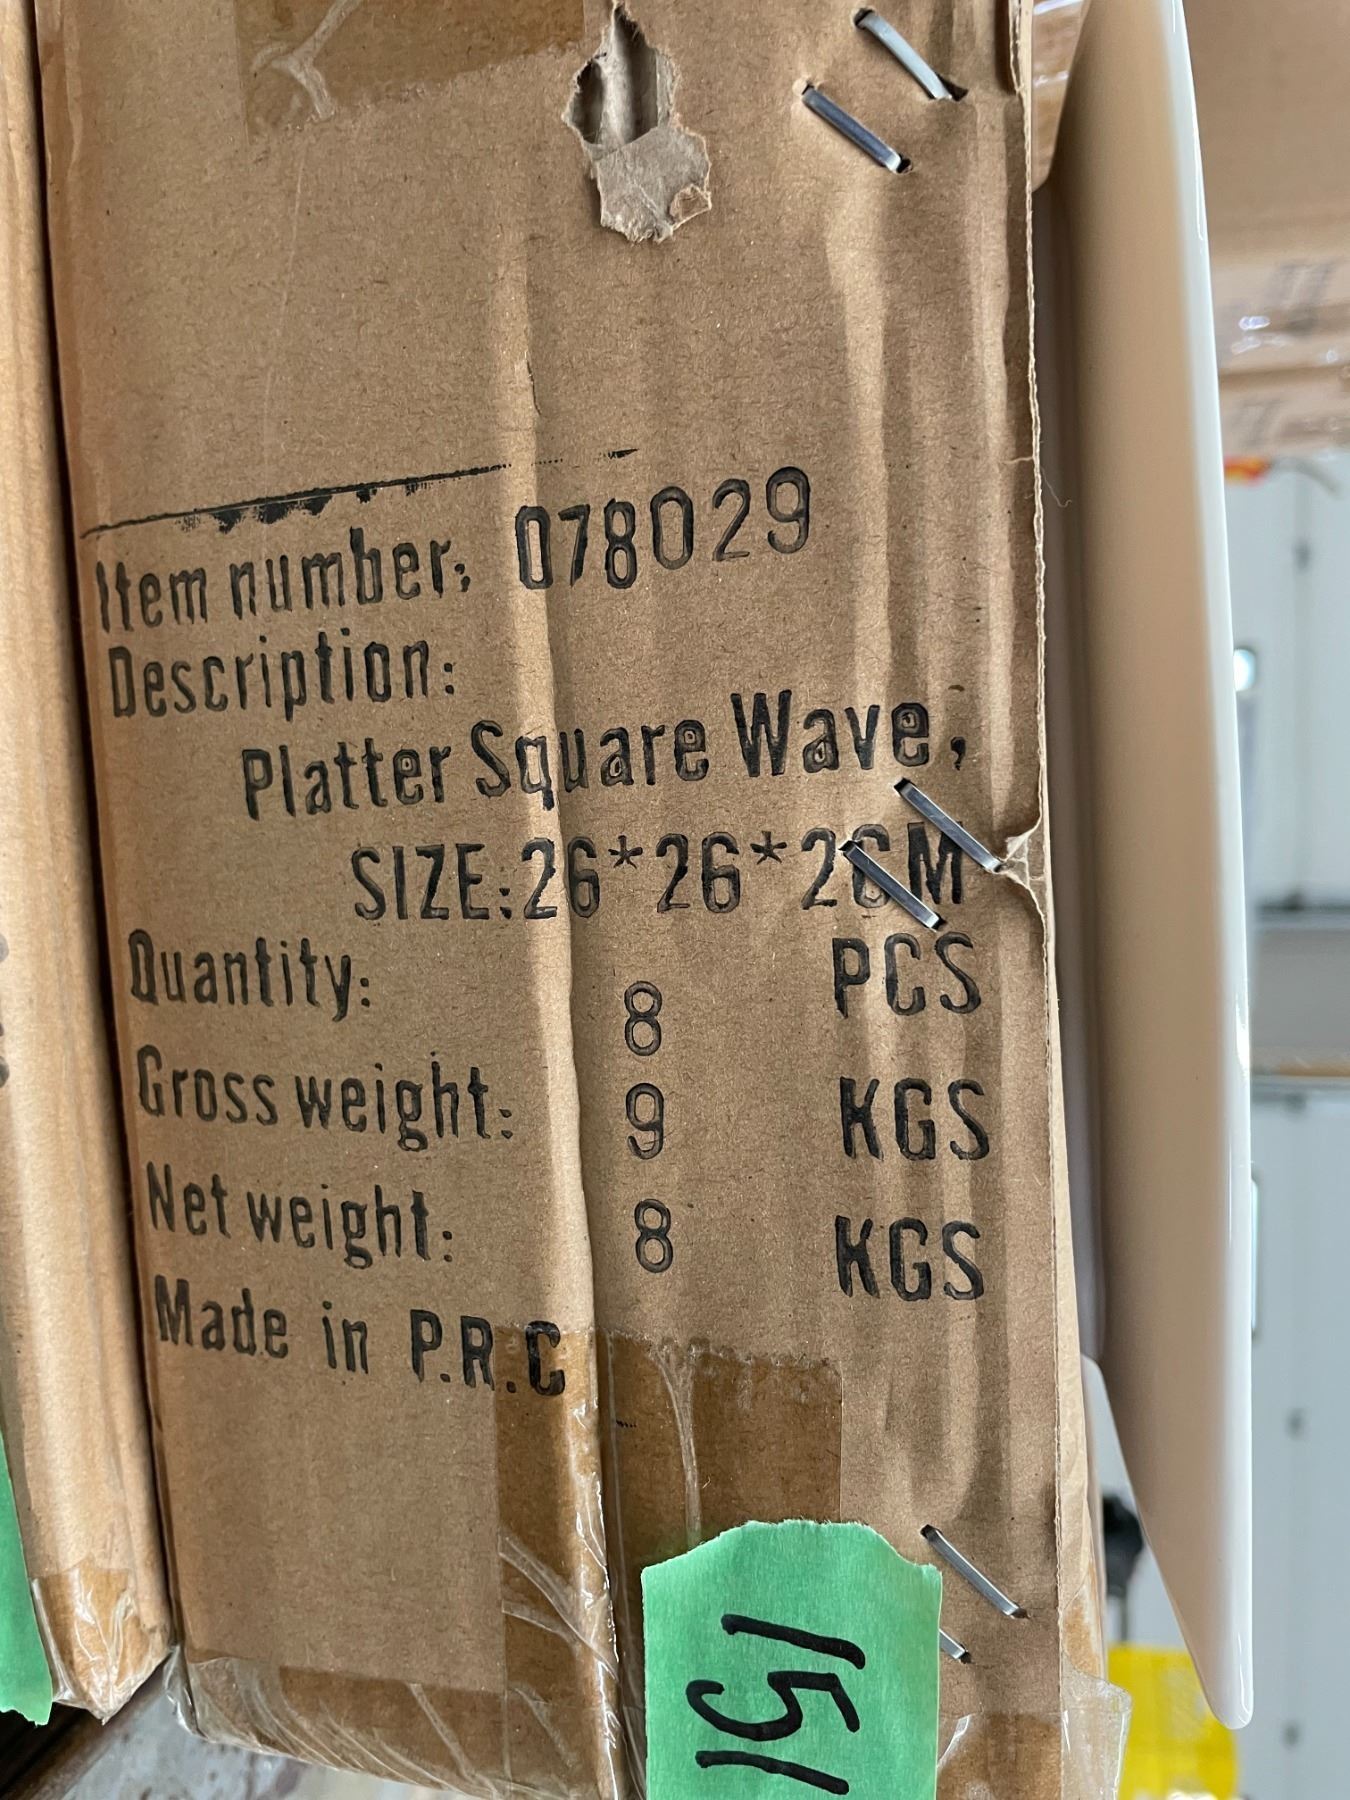 Item number: 078029
Description:
Platter Square Wave,
SIZE:26*26*2CM
Quantity: 8 PCS
Gross weight: 9 KGS
Net weight: 8 KGS
Made in P.R.C
151